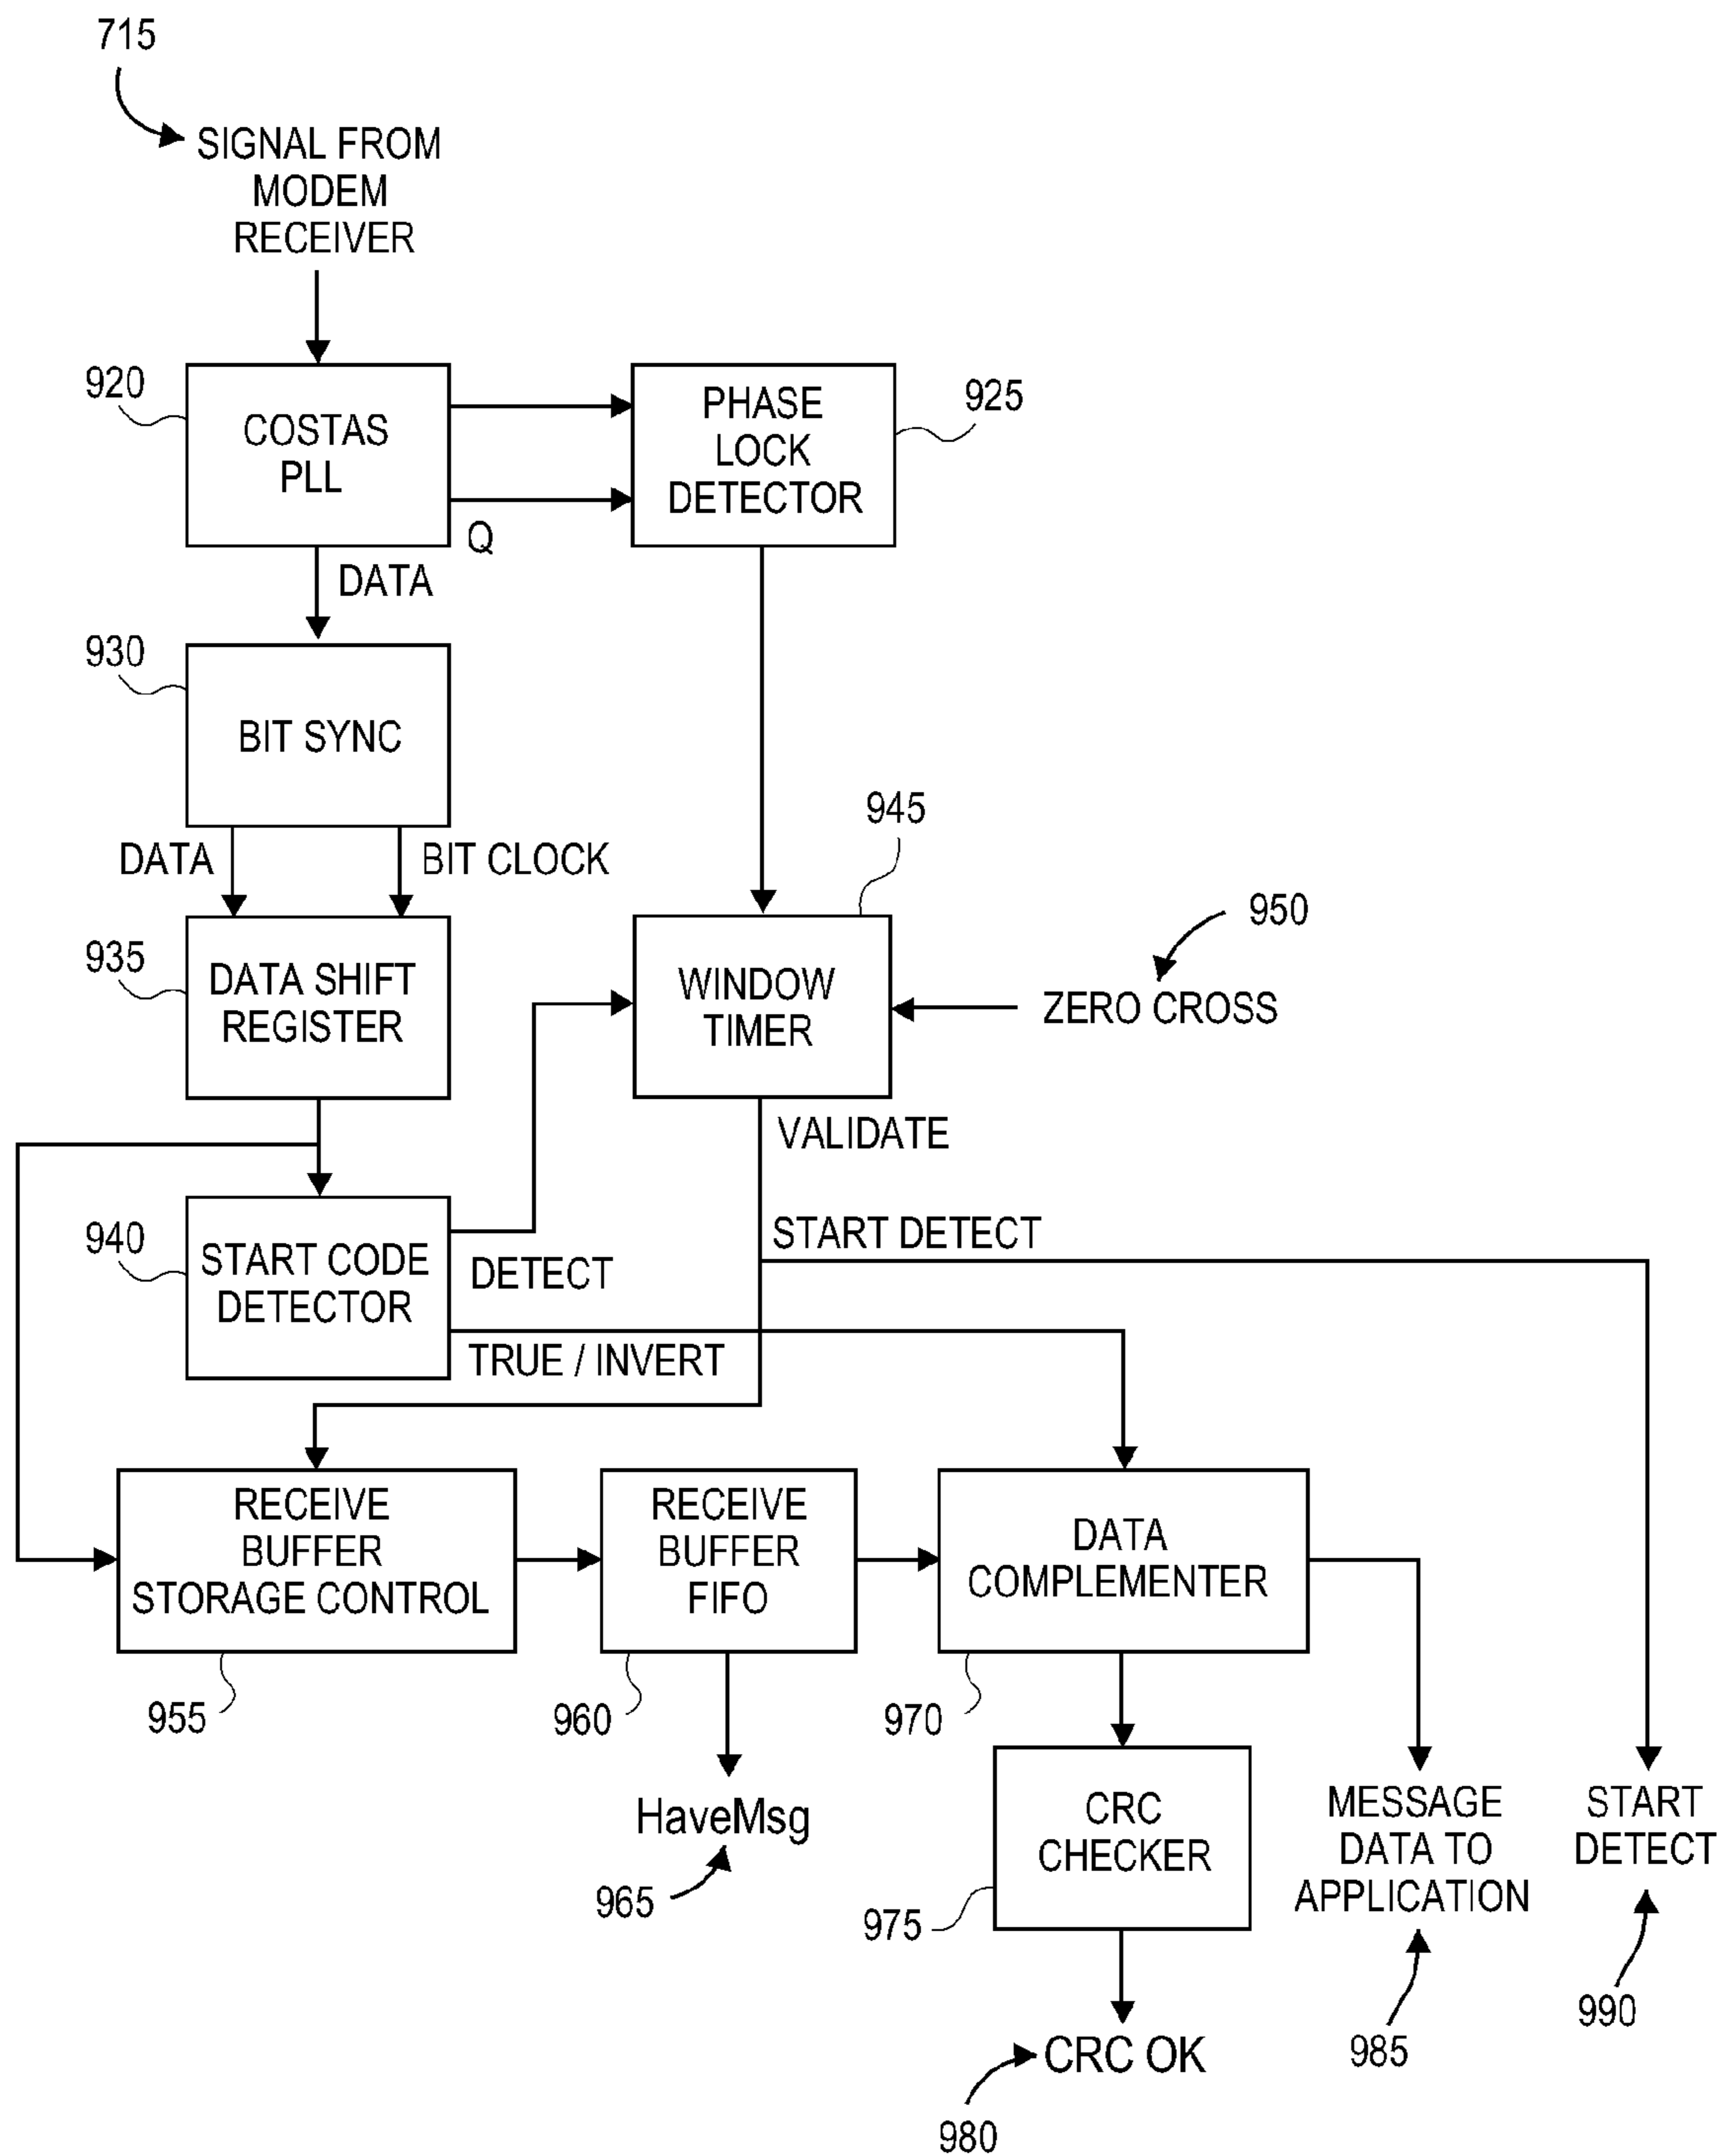 715
SIGNAL FROM
MODEM
RECEIVER
920
COSTAS
PLL
PHASE
LOCK
DETECTOR
925
Q
DATA
930
BIT SYNC
945
DATA
BIT CLOCK
950
935
DATA SHIFT
REGISTER
WINDOW
TIMER
ZERO CROSS
VALIDATE
940
START CODE
DETECTOR
DETECT
START DETECT
TRUE / INVERT
RECEIVE
BUFFER
STORAGE CONTROL
RECEIVE
BUFFER
FIFO
DATA
COMPLEMENTER
955
960
970
HaveMsg
965
CRC
CHECKER
975
MESSAGE
DATA TO
APPLICATION
START
DETECT
985
990
CRC OK
980